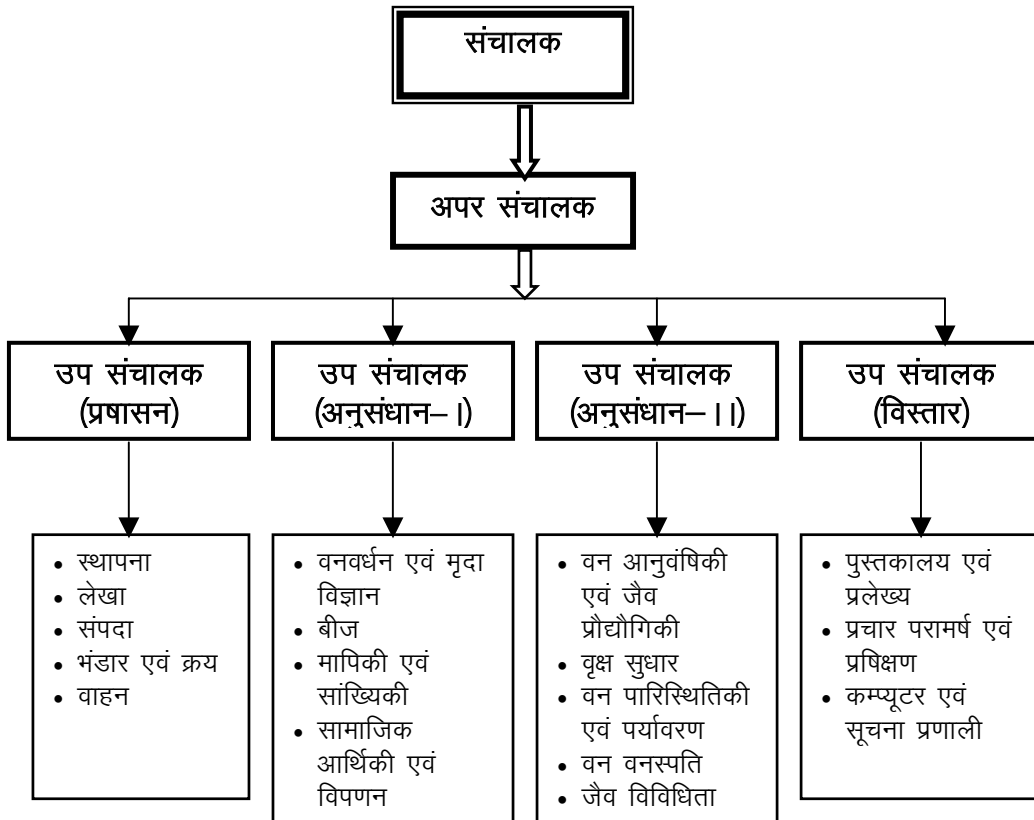 संचालक
अपर संचालक
उप संचालक
(प्रषासन)
उप संचालक
(अनुसंधान–।)
उप संचालक
(अनुसंधान–।।)
उप संचालक
(विस्तार)
• स्थापना
• लेखा
• संपदा
• भंडार एवं क्रय
• वाहन
• वनवर्धन एवं मृदा
विज्ञान
• बीज
• मापिकी एवं
सांख्यिकी
• सामाजिक
आर्थिकी एवं
विपणन
• वन आनुवंषिकी
एवं जैव
प्रौद्यौगिकी
• वृक्ष सुधार
• वन पारिस्थितिकी
एवं पर्यावरण
• वन वनस्पति
• जैव विविधिता
• पुस्तकालय एवं
प्रलेख्य
• प्रचार परामर्ष एवं
प्रषिक्षण
• कम्प्यूटर एवं
सूचना प्रणाली